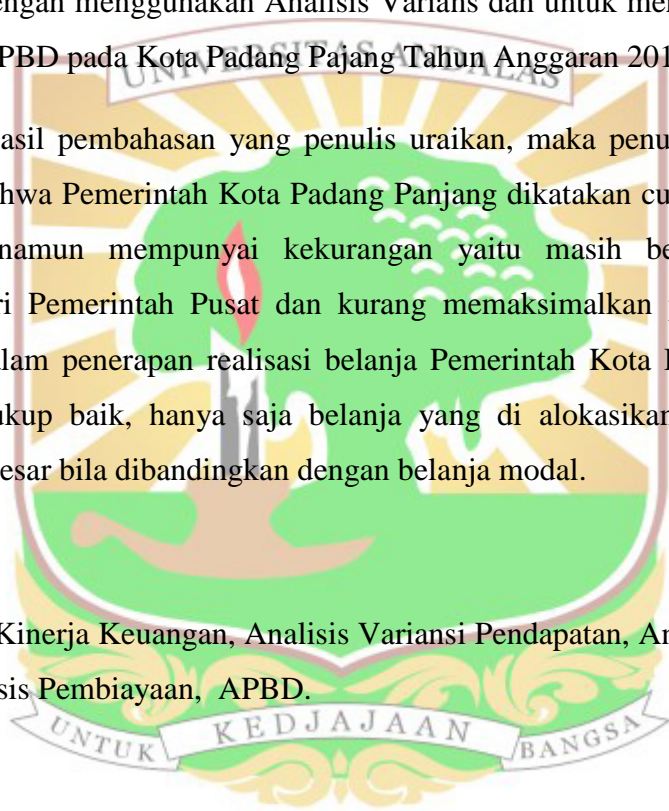 engan menggunakan Analisis Varians dan untuk me
PBD pada Kota Padang Pajang Tahun Anggaran 201
UNIVERSITAS ANDALAS
asil pembahasan yang penulis uraikan, maka penu
hwa Pemerintah Kota Padang Panjang dikatakan cu
namun mempunyai kekurangan yaitu masih be
ri Pemerintah Pusat dan kurang memaksimalkan
lam penerapan realisasi belanja Pemerintah Kota
ukup baik, hanya saja belanja yang di alokasikan
esar bila dibandingkan dengan belanja modal.
Kinerja Keuangan, Analisis Variansi Pendapatan, An
sis Pembiayaan, APBD.
UNTUK KEDJAJAAN BANGSA